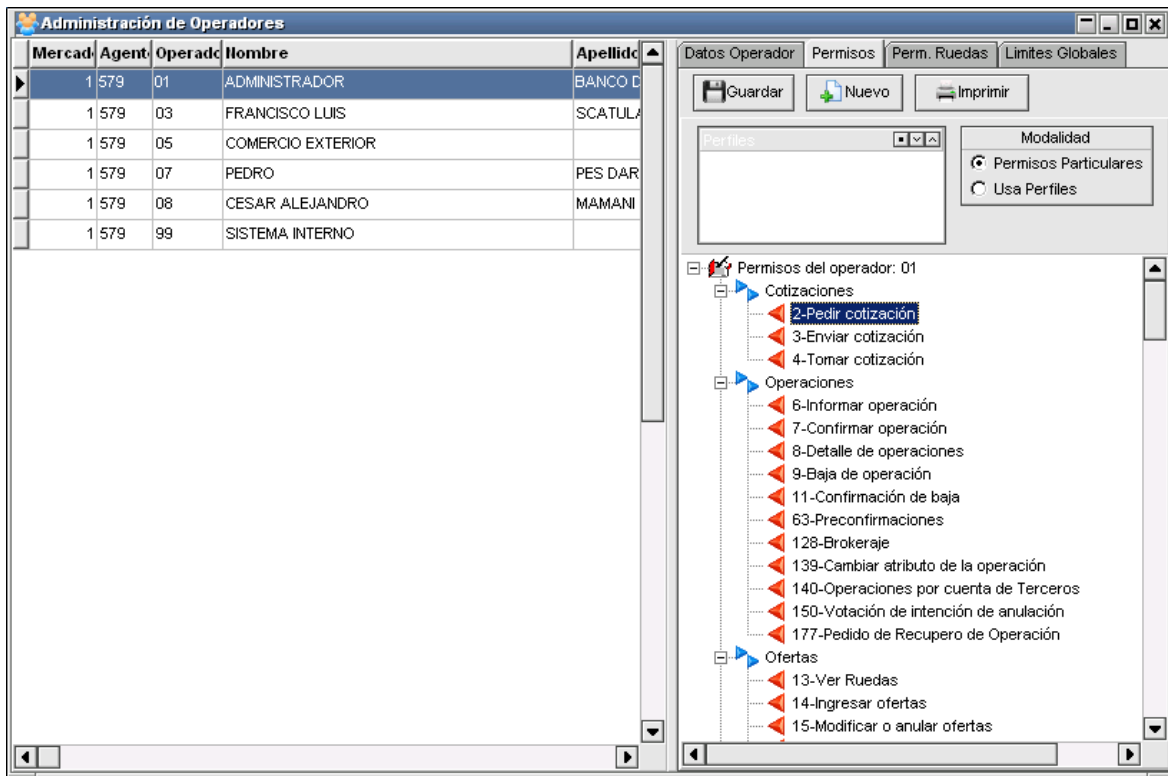 Administración de Operadores
Mercad Agent Operado Nombre Apellido
1 579 01 ADMINISTRADOR BANCO D
1 579 03 FRANCISCO LUIS SCATULA
1 579 05 COMERCIO EXTERIOR
1 579 07 PEDRO PES DAR
1 579 08 CESAR ALEJANDRO MAMANI
1 579 99 SISTEMA INTERNO
Datos Operador Permisos Perm. Ruedas Limites Globales
Guardar Nuevo Imprimir
Perfiles
Modalidad
Permisos Particulares
Usa Perfiles
Permisos del operador: 01
Cotizaciones
2-Pedir cotización
3-Enviar cotización
4-Tomar cotización
Operaciones
6-Informar operación
7-Confirmar operación
8-Detalle de operaciones
9-Baja de operación
11-Confirmación de baja
63-Preconfirmaciones
128-Brokeraje
139-Cambiar atributo de la operación
140-Operaciones por cuenta de Terceros
150-Votación de intención de anulación
177-Pedido de Recupero de Operación
Ofertas
13-Ver Ruedas
14-Ingresar ofertas
15-Modificar o anular ofertas